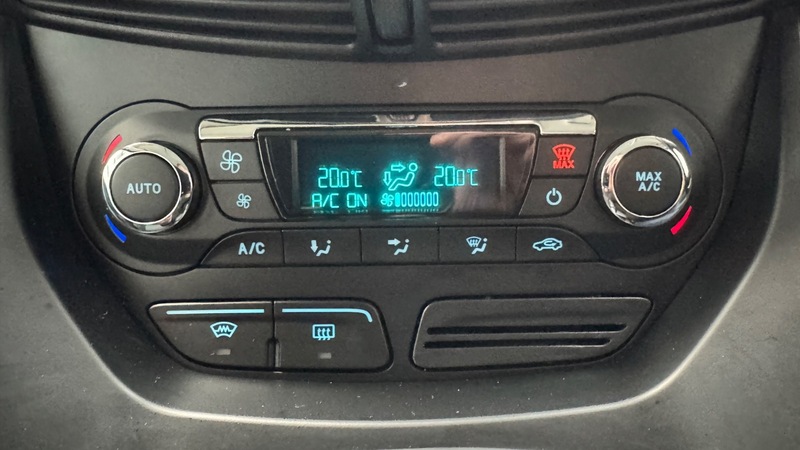 MAX
20.0°C 20.0°C
A/C ON
AUTO
MAX
A/C
A/C